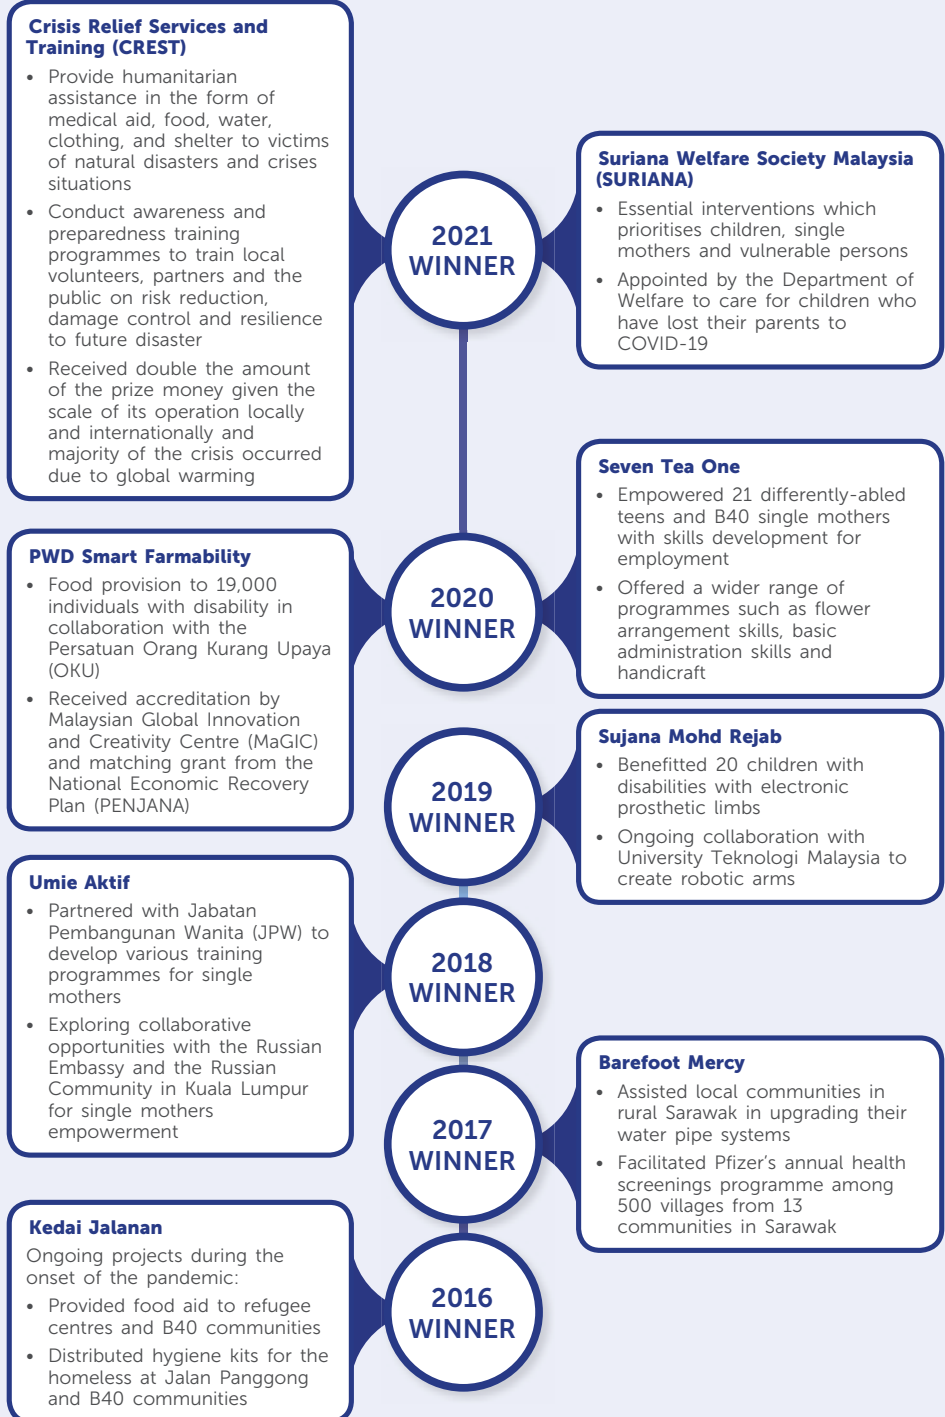 Crisis Relief Services and
Training (CREST)
• Provide humanitarian
assistance in the form of
medical aid, food, water,
clothing, and shelter to victims
of natural disasters and crises
situations
• Conduct awareness and
preparedness training
programmes to train local
volunteers, partners and the
public on risk reduction,
damage control and resilience
to future disaster
• Received double the amount
of the prize money given the
scale of its operation locally
and internationally and
majority of the crisis occurred
due to global warming
2021
WINNER
Suriana Welfare Society Malaysia
(SURIANA)
• Essential interventions which
prioritises children, single
mothers and vulnerable persons
• Appointed by the Department of
Welfare to care for children who
have lost their parents to
COVID-19
PWD Smart Farmability
• Food provision to 19,000
individuals with disability in
collaboration with the
Persatuan Orang Kurang Upaya
(OKU)
• Received accreditation by
Malaysian Global Innovation
and Creativity Centre (MaGIC)
and matching grant from the
National Economic Recovery
Plan (PENJANA)
2020
WINNER
Seven Tea One
• Empowered 21 differently-abled
teens and B40 single mothers
with skills development for
employment
• Offered a wider range of
programmes such as flower
arrangement skills, basic
administration skills and
handicraft
2019
WINNER
Sujana Mohd Rejab
• Benefitted 20 children with
disabilities with electronic
prosthetic limbs
• Ongoing collaboration with
University Teknologi Malaysia to
create robotic arms
Umie Aktif
• Partnered with Jabatan
Pembangunan Wanita (JPW) to
develop various training
programmes for single
mothers
• Exploring collaborative
opportunities with the Russian
Embassy and the Russian
Community in Kuala Lumpur
for single mothers
empowerment
2018
WINNER
2017
WINNER
Barefoot Mercy
• Assisted local communities in
rural Sarawak in upgrading their
water pipe systems
• Facilitated Pfizer's annual health
screenings programme among
500 villages from 13
communities in Sarawak
Kedai Jalanan
Ongoing projects during the
onset of the pandemic:
• Provided food aid to refugee
centres and B40 communities
• Distributed hygiene kits for the
homeless at Jalan Panggong
and B40 communities
2016
WINNER